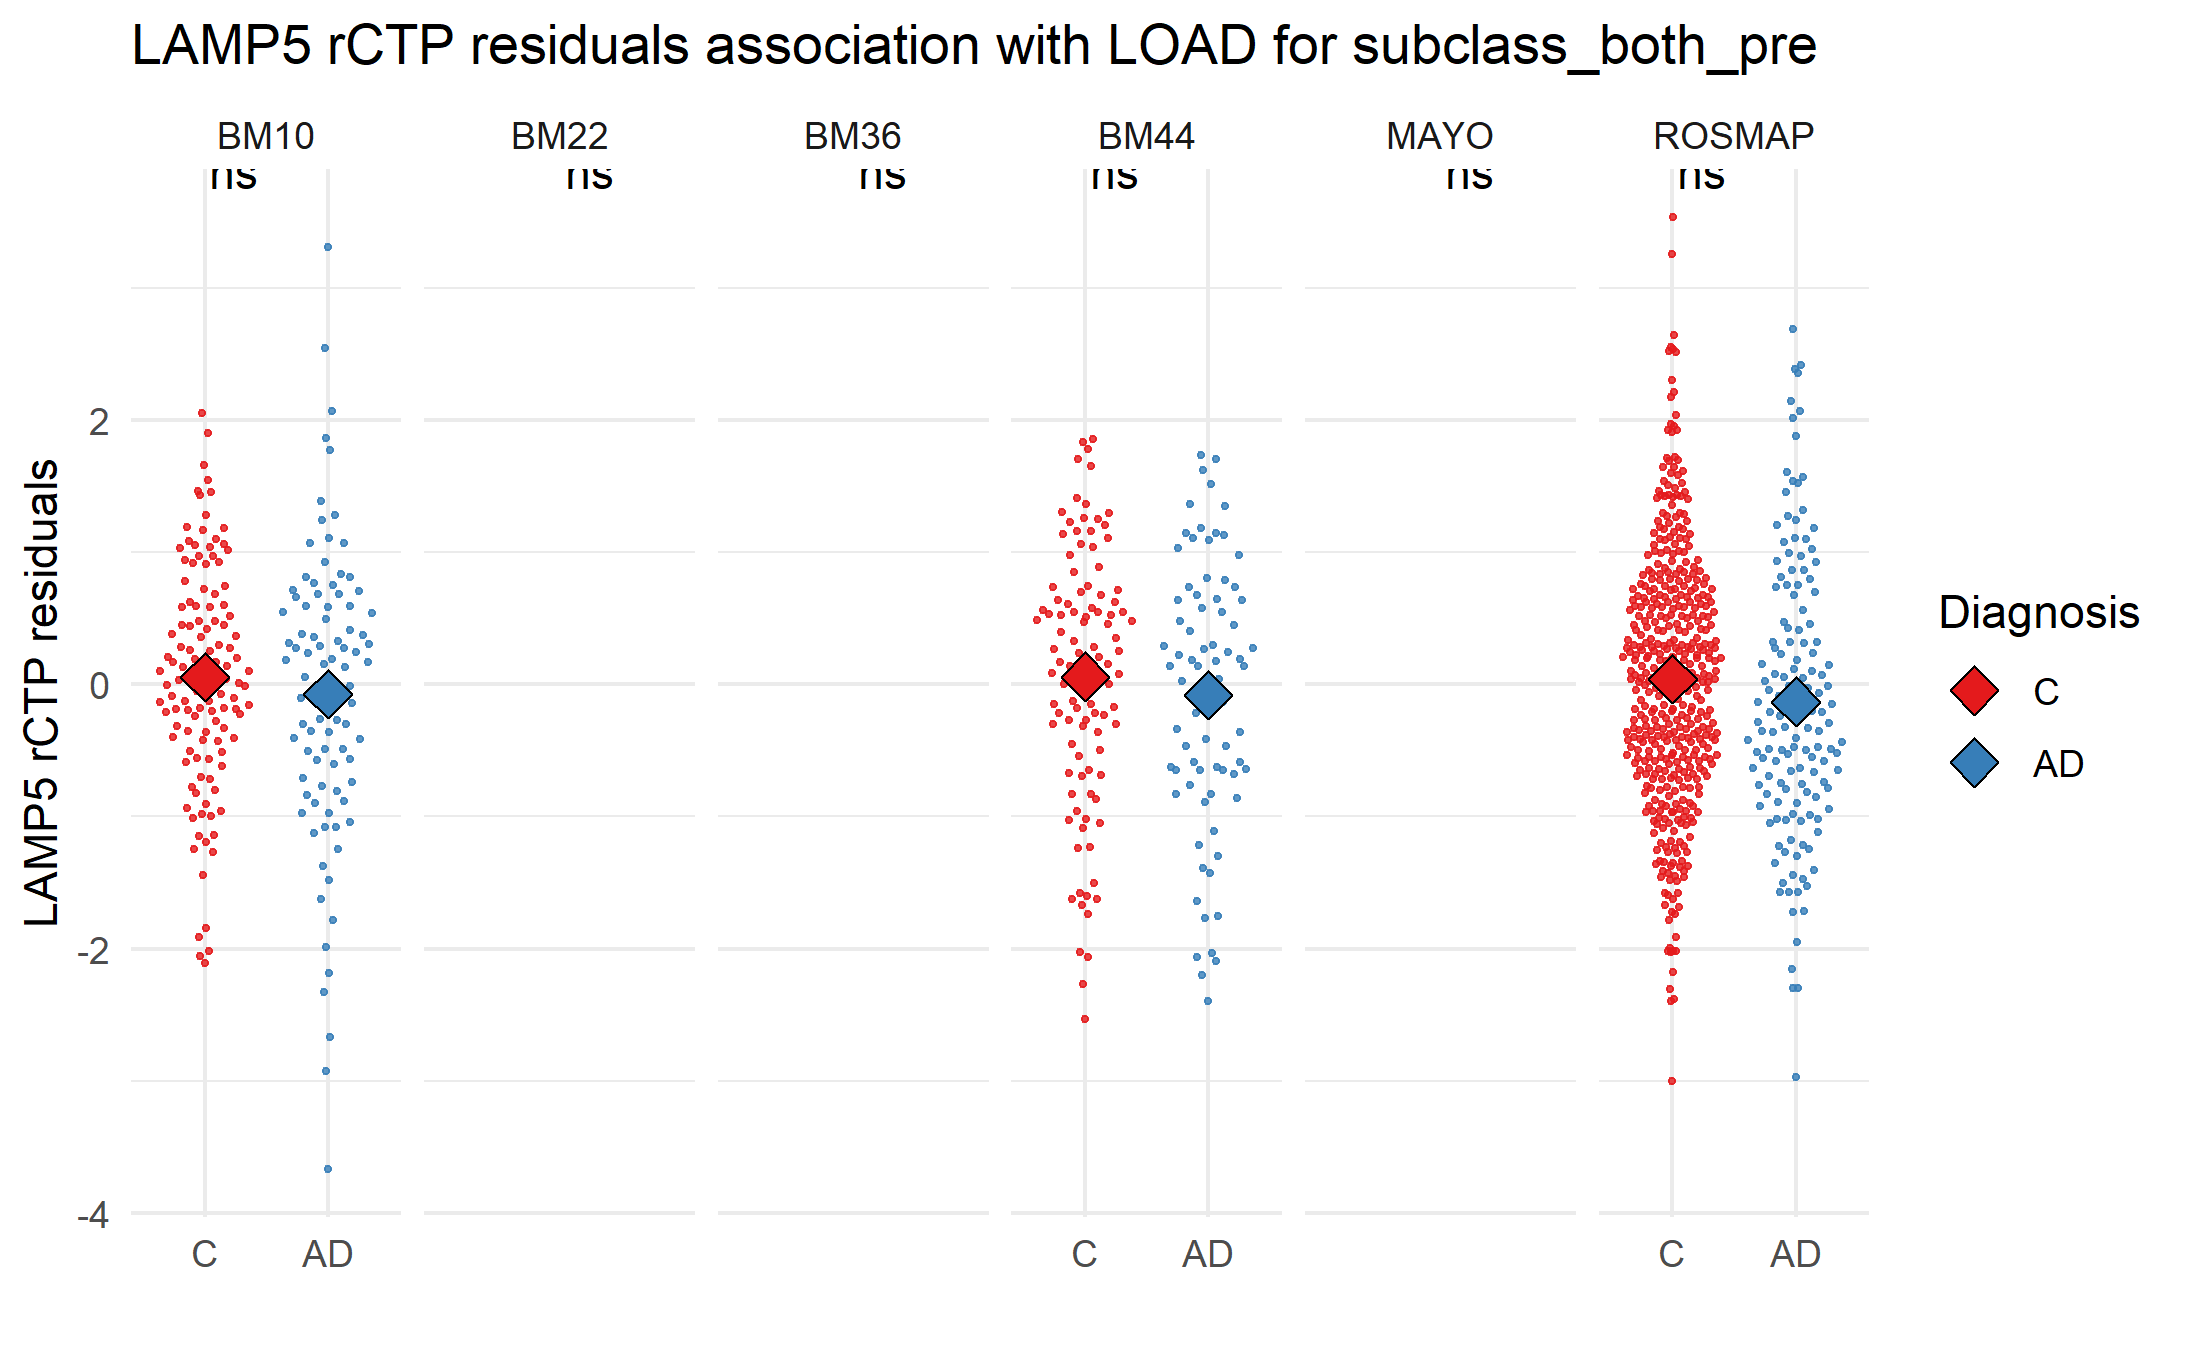 LAMP5 rCTP residuals association with LOAD for subclass_both_pre
BM10 BM22 BM36 BM44 MAYO ROSMAP
ns ns ns ns ns ns
LAMP5 rCTP residuals
2
0
-2
-4
C AD C AD C AD
Diagnosis
C
AD